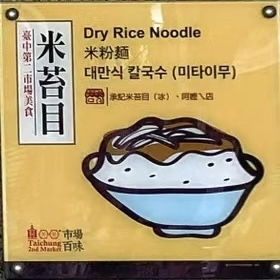 臺中第二市場美食
米苔目
Dry Rice Noodle
米粉麵
대만식 칼국수 (미타이무)
承記米苔目(冰)、阿嬤ㄟ店
Taichung
2nd Market
市場
百味